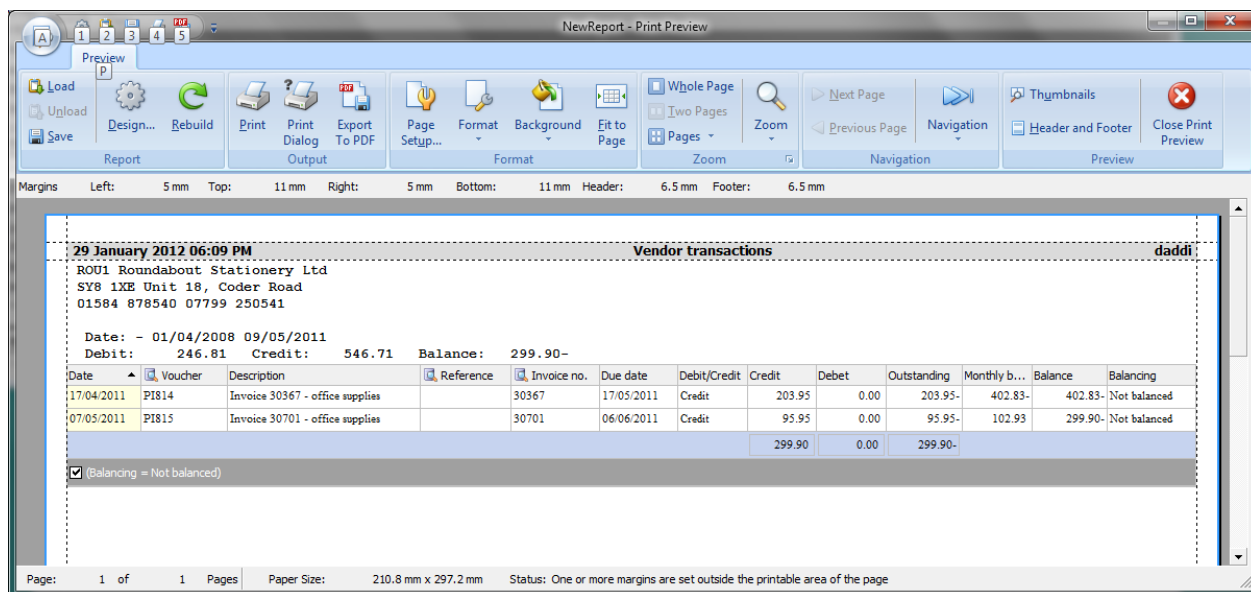 NewReport - Print Preview
A 1 2 3 4 5
Preview
P
Load
Unload
Save
Design...
Rebuild
Report
Print
Print Dialog
Export To PDF
Output
Page Setup...
Format
Background
Fit to Page
Format
Whole Page
Two Pages
Pages
Zoom
Zoom
Next Page
Previous Page
Navigation
Navigation
Thumbnails
Header and Footer
Close Print Preview
Preview
Margins Left: 5 mm Top: 11 mm Right: 5 mm Bottom: 11 mm Header: 6.5 mm Footer: 6.5 mm
29 January 2012 06:09 PM Vendor transactions daddi
ROU1 Roundabout Stationery Ltd
SY8 1XE Unit 18, Coder Road
01584 878540 07799 250541
Date: - 01/04/2008 09/05/2011
Debit: 246.81 Credit: 546.71 Balance: 299.90-
Date Voucher Description Reference Invoice no. Due date Debit/Credit Credit Debet Outstanding Monthly b... Balance Balancing
17/04/2011 PI814 Invoice 30367 - office supplies 30367 17/05/2011 Credit 203.95 0.00 203.95- 402.83- 402.83- Not balanced
07/05/2011 PI815 Invoice 30701 - office supplies 30701 06/06/2011 Credit 95.95 0.00 95.95- 102.93 299.90- Not balanced
299.90 0.00 299.90-
(Balancing = Not balanced)
Page: 1 of 1 Pages Paper Size: 210.8 mm x 297.2 mm Status: One or more margins are set outside the printable area of the page